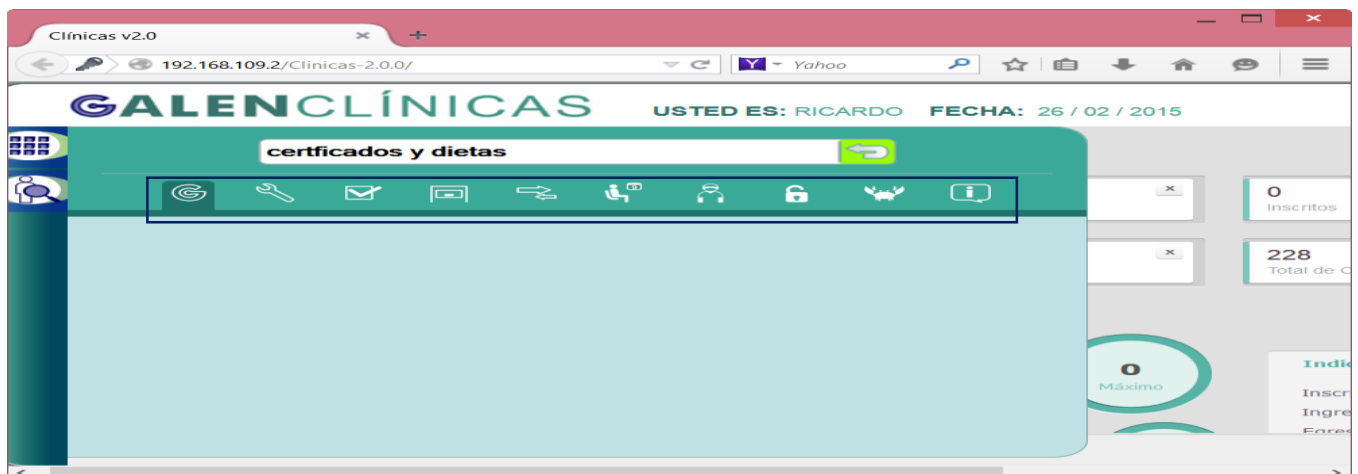 Clínicas v2.0
192.168.109.2/Clinicas-2.0.0/
Yahoo
GALENCLÍNICAS USTED ES: RICARDO FECHA: 26 / 02 / 2015
certficados y dietas
0
Inscritos
228
Total de C
0
Máximo
Indic
Inscr
Ingre
Egres